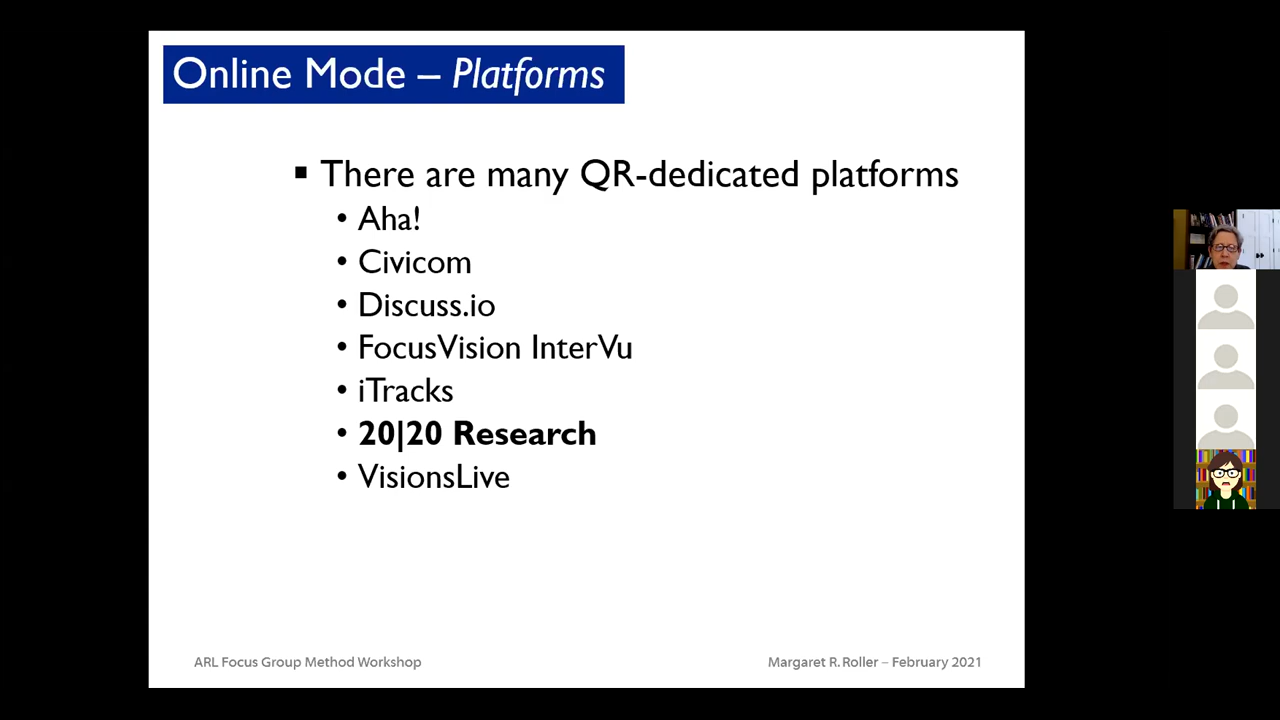 Online Mode – Platforms
▪ There are many QR-dedicated platforms
• Aha!
• Civicom
• Discuss.io
• FocusVision InterVu
• iTracks
• 20|20 Research
• VisionsLive
ARL Focus Group Method Workshop
Margaret R. Roller – February 2021